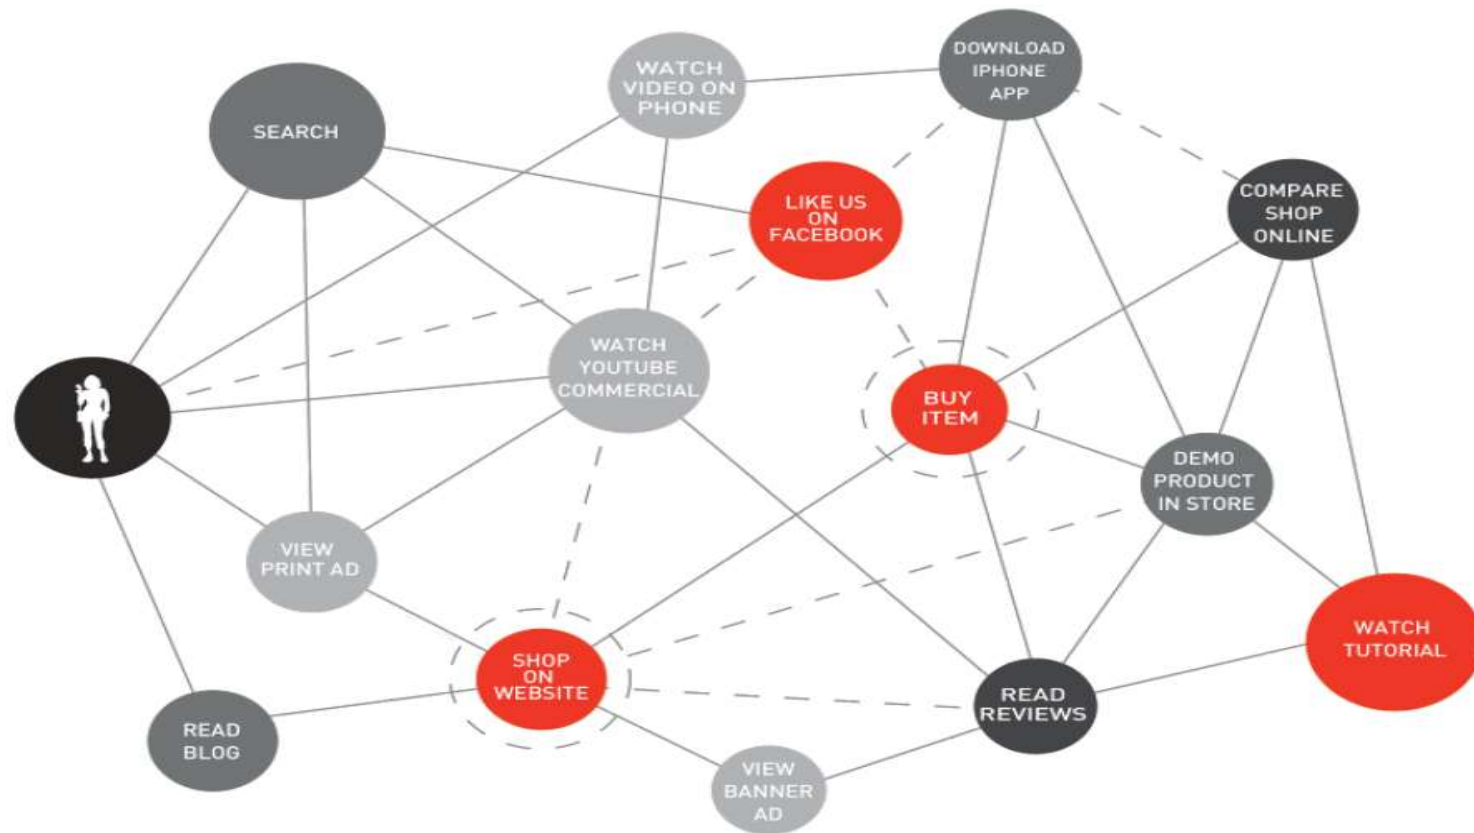 DOWNLOAD
IPHONE
APP
WATCH
VIDEO ON
PHONE
SEARCH
LIKE US
ON
FACEBOOK
COMPARE
SHOP
ONLINE
WATCH
YOUTUBE
COMMERCIAL
BUY
ITEM
DEMO
PRODUCT
IN STORE
VIEW
PRINT AD
WATCH
TUTORIAL
SHOP
ON
WEBSITE
READ
REVIEWS
READ
BLOG
VIEW
BANNER
AD